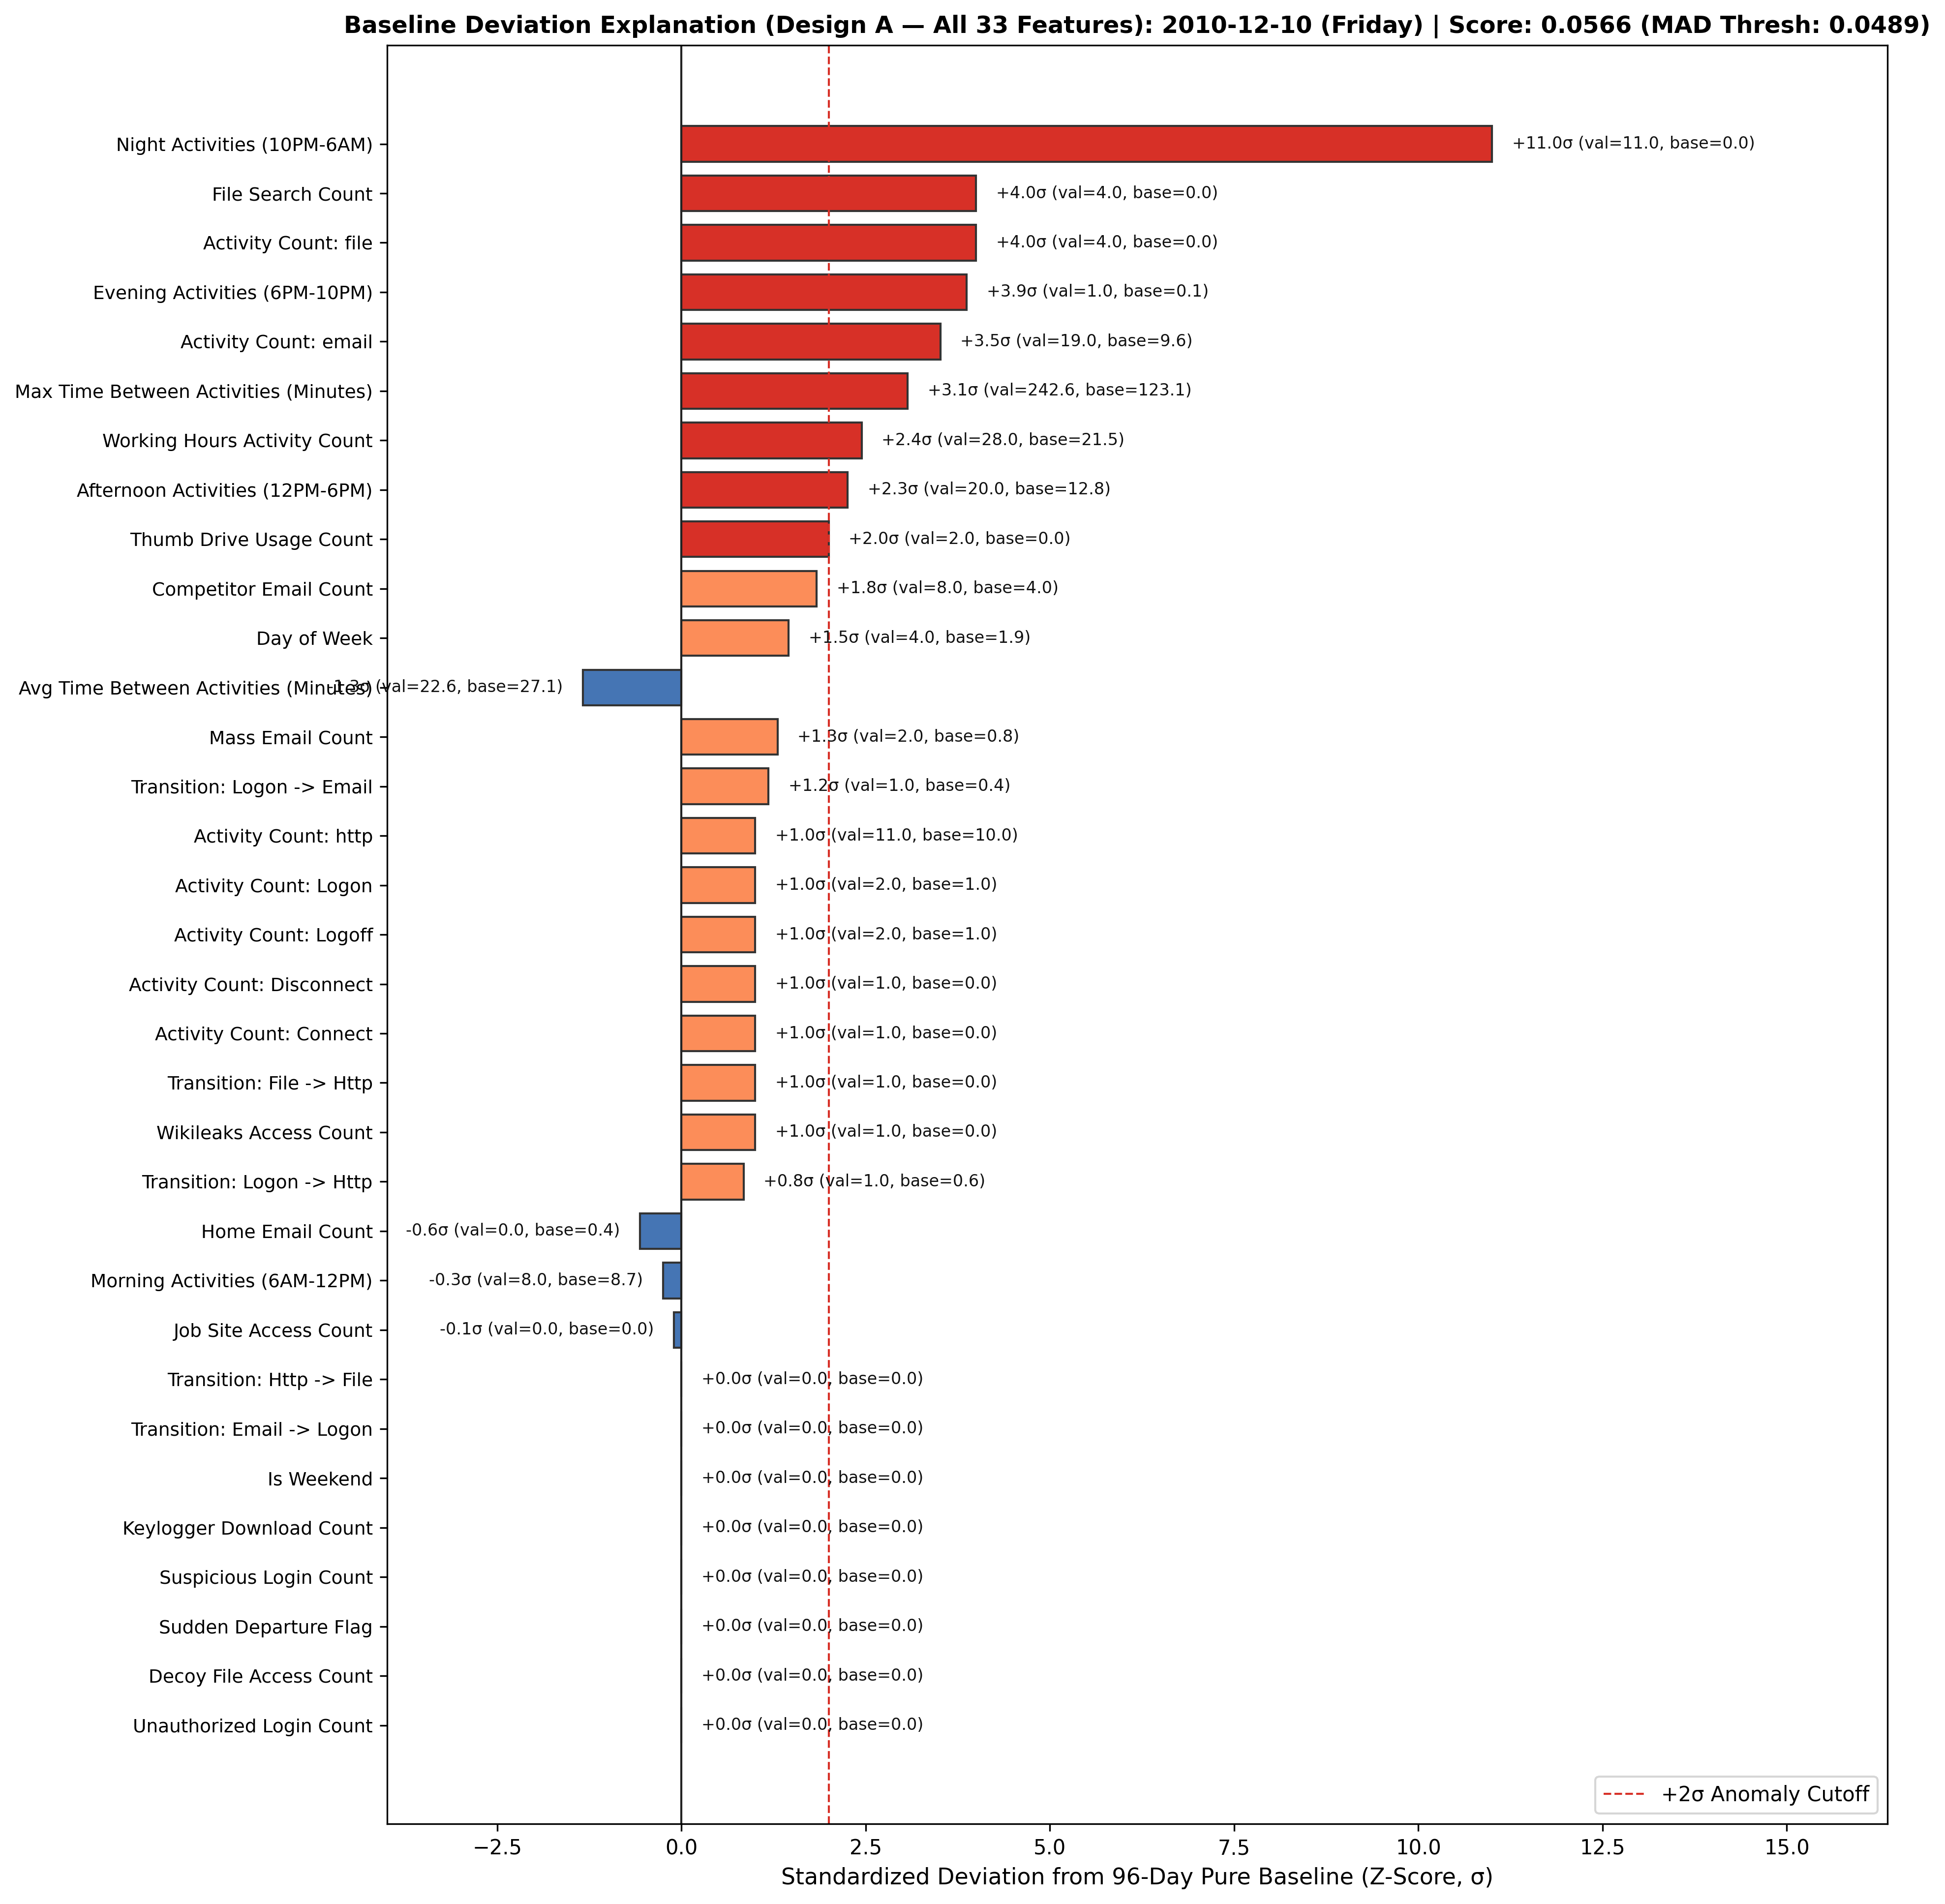 Baseline Deviation Explanation (Design A — All 33 Features): 2010-12-10 (Friday) | Score: 0.0566 (MAD Thresh: 0.0489)
Night Activities (10PM-6AM) +11.0σ (val=11.0, base=0.0)
File Search Count +4.0σ (val=4.0, base=0.0)
Activity Count: file +4.0σ (val=4.0, base=0.0)
Evening Activities (6PM-10PM) +3.9σ (val=1.0, base=0.1)
Activity Count: email +3.5σ (val=19.0, base=9.6)
Max Time Between Activities (Minutes) +3.1σ (val=242.6, base=123.1)
Working Hours Activity Count +2.4σ (val=28.0, base=21.5)
Afternoon Activities (12PM-6PM) +2.3σ (val=20.0, base=12.8)
Thumb Drive Usage Count +2.0σ (val=2.0, base=0.0)
Competitor Email Count +1.8σ (val=8.0, base=4.0)
Day of Week +1.5σ (val=4.0, base=1.9)
Avg Time Between Activities (Minutes) -1.3σ (val=22.6, base=27.1)
Mass Email Count +1.3σ (val=2.0, base=0.8)
Transition: Logon -> Email +1.2σ (val=1.0, base=0.4)
Activity Count: http +1.0σ (val=11.0, base=10.0)
Activity Count: Logon +1.0σ (val=2.0, base=1.0)
Activity Count: Logoff +1.0σ (val=2.0, base=1.0)
Activity Count: Disconnect +1.0σ (val=1.0, base=0.0)
Activity Count: Connect +1.0σ (val=1.0, base=0.0)
Transition: File -> Http +1.0σ (val=1.0, base=0.0)
Wikileaks Access Count +1.0σ (val=1.0, base=0.0)
Transition: Logon -> Http +0.8σ (val=1.0, base=0.6)
Home Email Count -0.6σ (val=0.0, base=0.4)
Morning Activities (6AM-12PM) -0.3σ (val=8.0, base=8.7)
Job Site Access Count -0.1σ (val=0.0, base=0.0)
Transition: Http -> File +0.0σ (val=0.0, base=0.0)
Transition: Email -> Logon +0.0σ (val=0.0, base=0.0)
Is Weekend +0.0σ (val=0.0, base=0.0)
Keylogger Download Count +0.0σ (val=0.0, base=0.0)
Suspicious Login Count +0.0σ (val=0.0, base=0.0)
Sudden Departure Flag +0.0σ (val=0.0, base=0.0)
Decoy File Access Count +0.0σ (val=0.0, base=0.0)
Unauthorized Login Count +0.0σ (val=0.0, base=0.0)
+2σ Anomaly Cutoff
−2.5 0.0 2.5 5.0 7.5 10.0 12.5 15.0
Standardized Deviation from 96-Day Pure Baseline (Z-Score, σ)